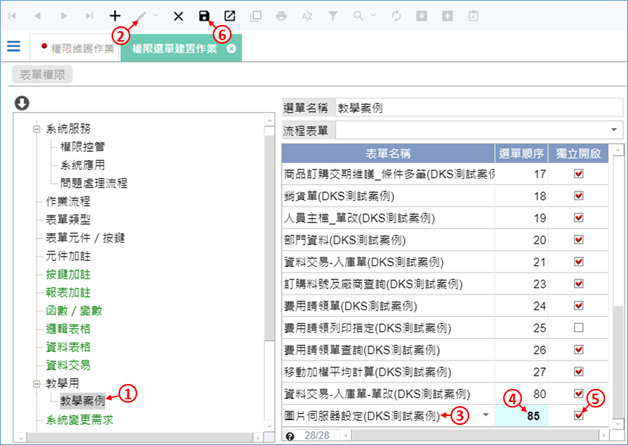 ②
⑥
權限維護作業
權限選單建置作業
表單權限
系統服務
權限控管
系統應用
問題處理流程
作業流程
表單類型
表單元件／按鍵
元件加註
按鍵加註
報表加註
函數／變數
邏輯表格
資料表格
資料交易
教學用
教學案例 ①
系統變更需求
選單名稱 教學案例
流程表單
表單名稱 選單順序 獨立開啟
商品訂購交期維護_條件多筆(DKS測試案例 17
銷貨單(DKS測試案例) 18
人員主檔_單改(DKS測試案例) 19
部門資料(DKS測試案例) 20
資料交易-入庫單(DKS測試案例) 21
訂購料號及廠商查詢(DKS測試案例) 23
費用請領單(DKS測試案例) 24
費用請領列印指定(DKS測試案例) 25
費用請領單查詢(DKS測試案例) 26
移動加權平均計算(DKS測試案例) 27
資料交易-入庫單-單改(DKS測試案例) 80
④ ⑤
圖片伺服器設定(DKS測試案例) ③ 85
28/28